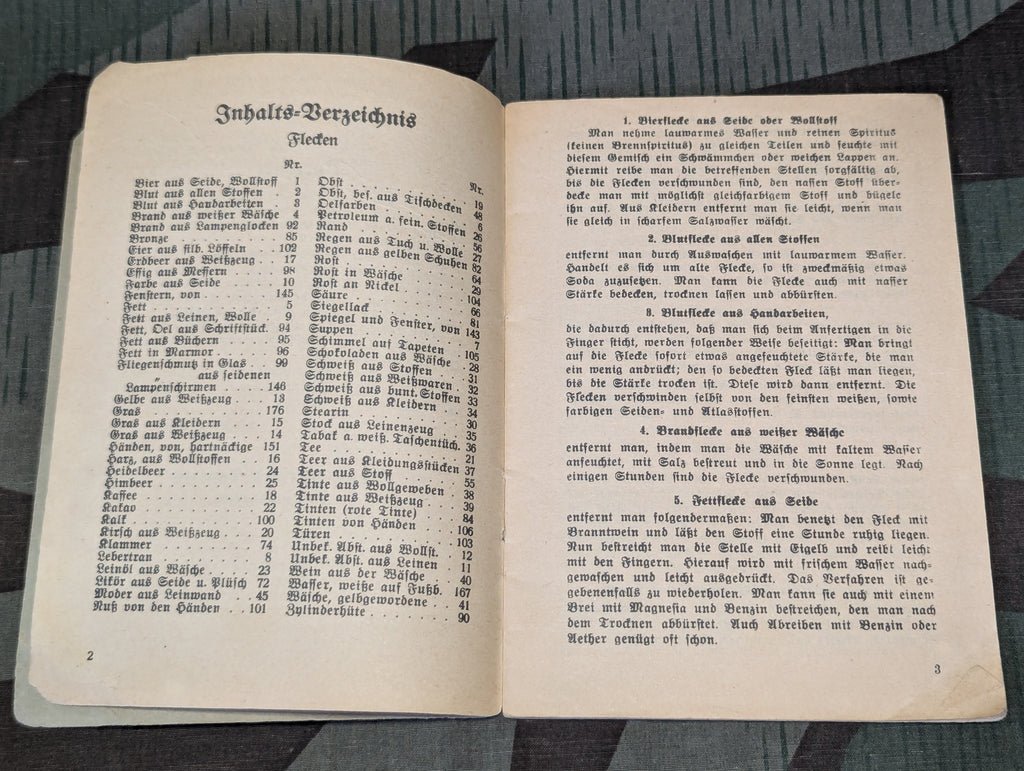 Inhalts-Verzeichnis
Flecken
Nr.
Bier aus Seide, Wollstoff 1
Blut aus allen Stoffen . 2
Blut aus Handarbeiten . 3
Brand aus weißer Wäsche 4
Brand aus Lampenglocken 92
Bronze . . . . . . . 85
Eier aus silb. Löffeln . . 102
Erdbeer aus Weißzeug . . 17
Essig aus Messern . . . 98
Farbe aus Seide . . . . 10
Fenstern, von . . . . . 145
Fett . . . . . . . . 5
Fett aus Leinen, Wolle . 9
Fett, Oel aus Schriftstück. 94
Fett aus Büchern . . . 95
Fett in Marmor . . . . 96
Fliegenschmutz in Glas . . 99
" aus seidenen
Lampenschirmen . . . . 146
Gelbe aus Weißzeug . . . 13
Gras . . . . . . . . 176
Gras aus Kleidern . . . 15
Gras aus Weißzeug . . . 14
Händen, von, hartnäckige 151
Harz, aus Wollstoffen . . 16
Heidelbeer . . . . . . 24
Himbeer . . . . . . . 25
Kaffee . . . . . . . 18
Kakao . . . . . . . 22
Kalk . . . . . . . . 100
Kirsch aus Weißzeug . . . 20
Klammer . . . . . . . 74
Lebertran . . . . . . 8
Leinöl aus Wäsche . . . 23
Likör aus Seide u. Plüsch 72
Moder aus Leinwand . . 45
Nuß von den Händen . . 101
Nr.
Obst . . . . . . . . 19
Obst, bes. aus Tischdecken 48
Oelfarben . . . . . . 6
Petroleum a. fein. Stoffen 26
Rand . . . . . . . . 56
Regen aus Tuch u. Wolle 27
Regen aus gelben Schuhen 82
Rost . . . . . . . . 64
Rost in Wäsche . . . . 29
Rost an Nickel . . . . 104
Säure . . . . . . . . 66
Siegellack . . . . . . 81
Spiegel und Fenster, von 143
Suppen . . . . . . . 7
Schimmel auf Tapeten . . 105
Schokoladen aus Wäsche . 28
Schweiß aus Stoffen . . . 31
Schweiß aus Weißwaren . 32
Schweiß aus bunt. Stoffen 33
Schweiß aus Kleidern . . 34
Stearin . . . . . . . 30
Stock aus Leinenzeug . . 35
Tabak a. weiß. Taschentüch. 36
Tee . . . . . . . . 21
Teer aus Kleidungsstücken 37
Teer aus Stoff . . . . 55
Tinte aus Wollgeweben . 38
Tinte aus Weißzeug . . . 39
Tinten (rote Tinte) . . . 84
Tinten von Händen . . . 106
Türen . . . . . . . . 103
Unbek. Abst. aus Wollst. 12
Unbek. Abst. aus Leinen . 11
Wein aus der Wäsche . . 40
Wasser, weiße auf Fußb. . 167
Wäsche, gelbgewordene . . 41
Zylinderhüte . . . . . 90
2
1. Bierflecke aus Seide oder Wollstoff
Man nehme lauwarmes Wasser und reinen Spiritus
(keinen Brennspiritus) zu gleichen Teilen und feuchte mit
diesem Gemisch ein Schwämmchen oder weichen Lappen an.
Hiermit reibe man die betreffenden Stellen sorgfältig ab,
bis die Flecken verschwunden sind, den nassen Stoff über-
decke man mit möglichst gleichfarbigem Stoff und bügele
ihn auf. Aus Kleidern entfernt man sie leicht, wenn man
sie gleich in scharfem Salzwasser wäscht.
2. Blutflecke aus allen Stoffen
entfernt man durch Auswaschen mit lauwarmem Wasser.
Handelt es sich um alte Flecke, so ist zweckmäßig etwas
Soda zuzusehen. Man kann die Flecke auch mit nasser
Stärke bedecken, trocknen lassen und abbürsten.
3. Blutflecke aus Handarbeiten,
die dadurch entstehen, daß man sich beim Anfertigen in die
Finger sticht, werden folgender Weise beseitigt: Man bringt
auf die Flecke sofort etwas angefeuchtete Stärke, die man
ein wenig andrückt; den so bedeckten Fleck läßt man liegen,
bis die Stärke trocken ist. Diese wird dann entfernt. Die
Flecken verschwinden selbst von den feinsten weißen, sowie
farbigen Seiden- und Atlasstoffen.
4. Brandflecke aus weißer Wäsche
entfernt man, indem man die Wäsche mit kaltem Wasser
anfeuchtet, mit Salz bestreut und in die Sonne legt. Nach
einigen Stunden sind die Flecke verschwunden.
5. Fettflecke aus Seide
entfernt man folgendermaßen: Man benetzt den Fleck mit
Branntwein und läßt den Stoff eine Stunde ruhig liegen.
Nun bestreicht man die Stelle mit Eigelb und reibt leicht
mit den Fingern. Hierauf wird mit frischem Wasser nach-
gewaschen und leicht ausgedrückt. Das Verfahren ist ge-
gebenenfalls zu wiederholen. Man kann sie auch mit einem
Brei mit Magnesia und Benzin bestreichen, den man nach
dem Trocknen abbürstet. Auch Abreiben mit Benzin oder
Aether genügt oft schon.
3